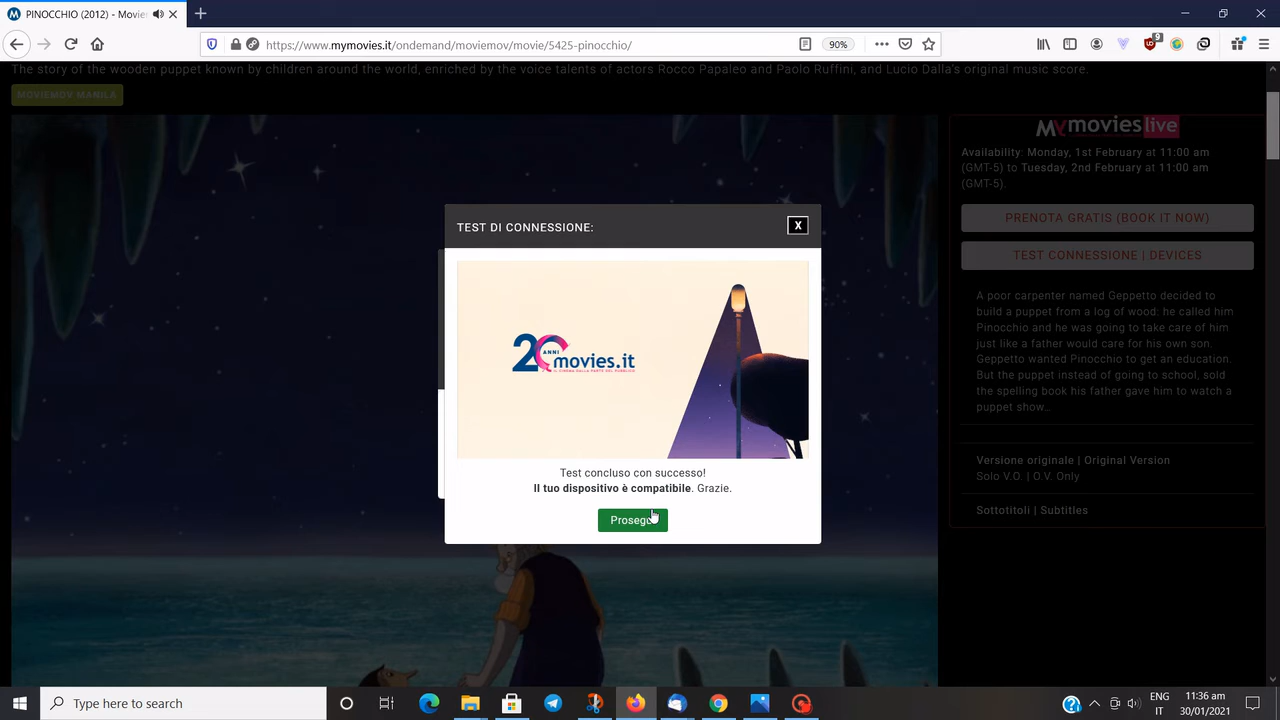 PINOCCHIO (2012) - Movies
https://www.mymovies.it/ondemand/moviemov/movie/5425-pinocchio/
90%
9
The story of the wooden puppet known by children around the world, enriched by the voice talents of actors Rocco Papaleo and Paolo Ruffini, and Lucio Dalla's original music score.
MOVIEMOV MANILA
Mymovies live
Availability: Monday, 1st February at 11:00 am
(GMT-5) to Tuesday, 2nd February at 11:00 am
(GMT-5).
PRENOTA GRATIS (BOOK IT NOW)
TEST CONNESSIONE | DEVICES
A poor carpenter named Geppetto decided to
build a puppet from a log of wood: he called him
Pinocchio and he was going to take care of him
just like a father would care for his own son.
Geppetto wanted Pinocchio to get an education.
But the puppet instead of going to school, sold
the spelling book his father gave him to watch a
puppet show…
Versione originale | Original Version
Solo V.O. | O.V. Only
Sottotitoli | Subtitles
TEST DI CONNESSIONE:
X
20 ANNI movies.it
IL CINEMA DALLA PARTE DEL PUBBLICO
Test concluso con successo!
Il tuo dispositivo è compatibile. Grazie.
Type here to search
ENG
IT
11:36 am
30/01/2021